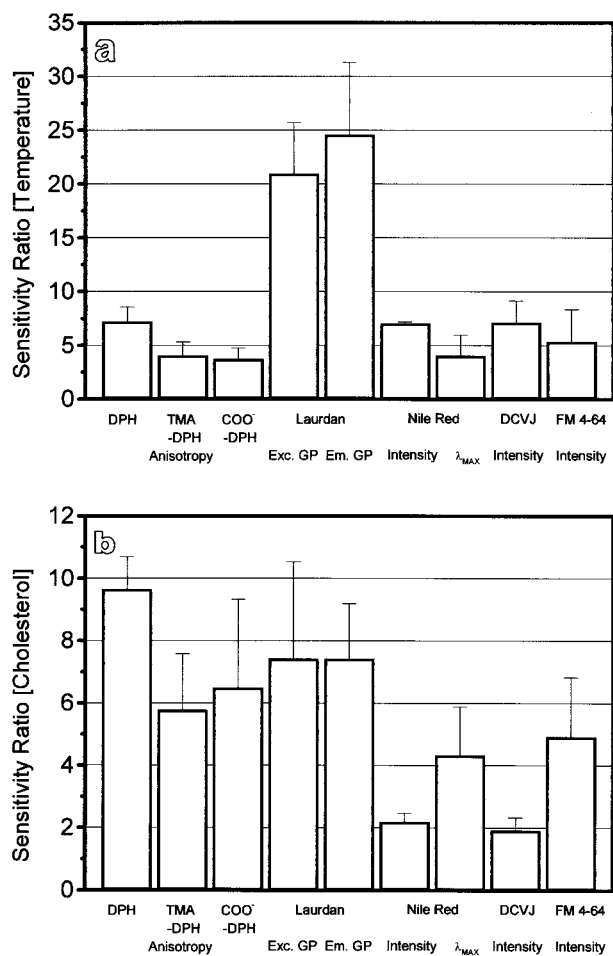 a
Sensitivity Ratio [Temperature]
35
30
25
20
15
10
5
0
DPH TMA COO⁻ Laurdan Nile Red DCVJ FM 4-64
-DPH -DPH
Anisotropy Exc. GP Em. GP Intensity λMAX Intensity Intensity
b
Sensitivity Ratio [Cholesterol]
12
10
8
6
4
2
0
DPH TMA COO⁻ Laurdan Nile Red DCVJ FM 4-64
-DPH -DPH
Anisotropy Exc. GP Em. GP Intensity λMAX Intensity Intensity